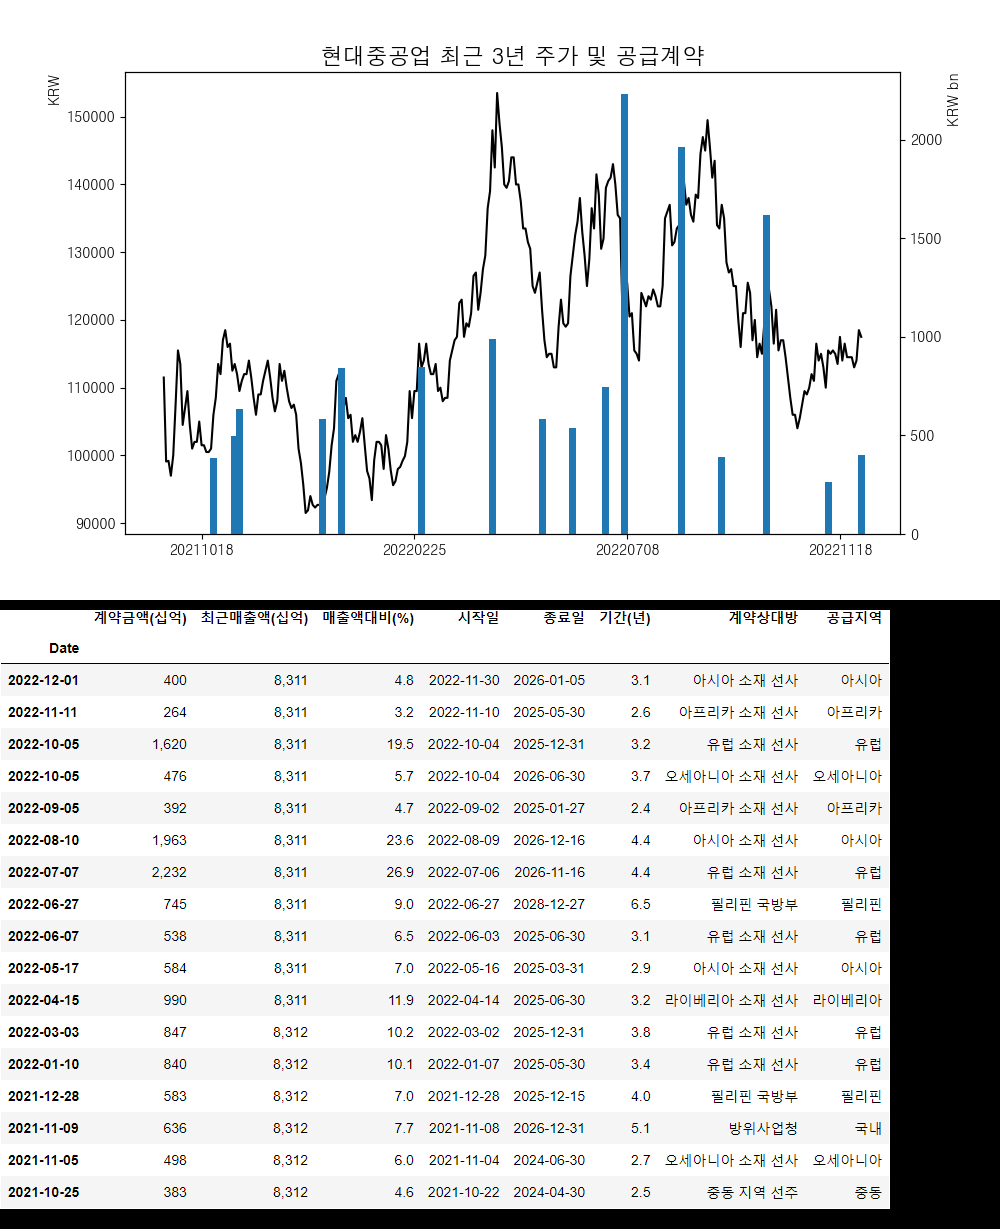 현대중공업 최근 3년 주가 및 공급계약
KRW
KRW bn
150000
140000
130000
120000
110000
100000
90000
2000
1500
1000
500
0
20211018 20220225 20220708 20221118
계약금액(십억) 최근매출액(십억) 매출액대비(%) 시작일 종료일 기간(년) 계약상대방 공급지역
Date
2022-12-01 400 8,311 4.8 2022-11-30 2026-01-05 3.1 아시아 소재 선사 아시아
2022-11-11 264 8,311 3.2 2022-11-10 2025-05-30 2.6 아프리카 소재 선사 아프리카
2022-10-05 1,620 8,311 19.5 2022-10-04 2025-12-31 3.2 유럽 소재 선사 유럽
2022-10-05 476 8,311 5.7 2022-10-04 2026-06-30 3.7 오세아니아 소재 선사 오세아니아
2022-09-05 392 8,311 4.7 2022-09-02 2025-01-27 2.4 아프리카 소재 선사 아프리카
2022-08-10 1,963 8,311 23.6 2022-08-09 2026-12-16 4.4 아시아 소재 선사 아시아
2022-07-07 2,232 8,311 26.9 2022-07-06 2026-11-16 4.4 유럽 소재 선사 유럽
2022-06-27 745 8,311 9.0 2022-06-27 2028-12-27 6.5 필리핀 국방부 필리핀
2022-06-07 538 8,311 6.5 2022-06-03 2025-06-30 3.1 유럽 소재 선사 유럽
2022-05-17 584 8,311 7.0 2022-05-16 2025-03-31 2.9 아시아 소재 선사 아시아
2022-04-15 990 8,311 11.9 2022-04-14 2025-06-30 3.2 라이베리아 소재 선사 라이베리아
2022-03-03 847 8,312 10.2 2022-03-02 2025-12-31 3.8 유럽 소재 선사 유럽
2022-01-10 840 8,312 10.1 2022-01-07 2025-05-30 3.4 유럽 소재 선사 유럽
2021-12-28 583 8,312 7.0 2021-12-28 2025-12-15 4.0 필리핀 국방부 필리핀
2021-11-09 636 8,312 7.7 2021-11-08 2026-12-31 5.1 방위사업청 국내
2021-11-05 498 8,312 6.0 2021-11-04 2024-06-30 2.7 오세아니아 소재 선사 오세아니아
2021-10-25 383 8,312 4.6 2021-10-22 2024-04-30 2.5 중동 지역 선주 중동